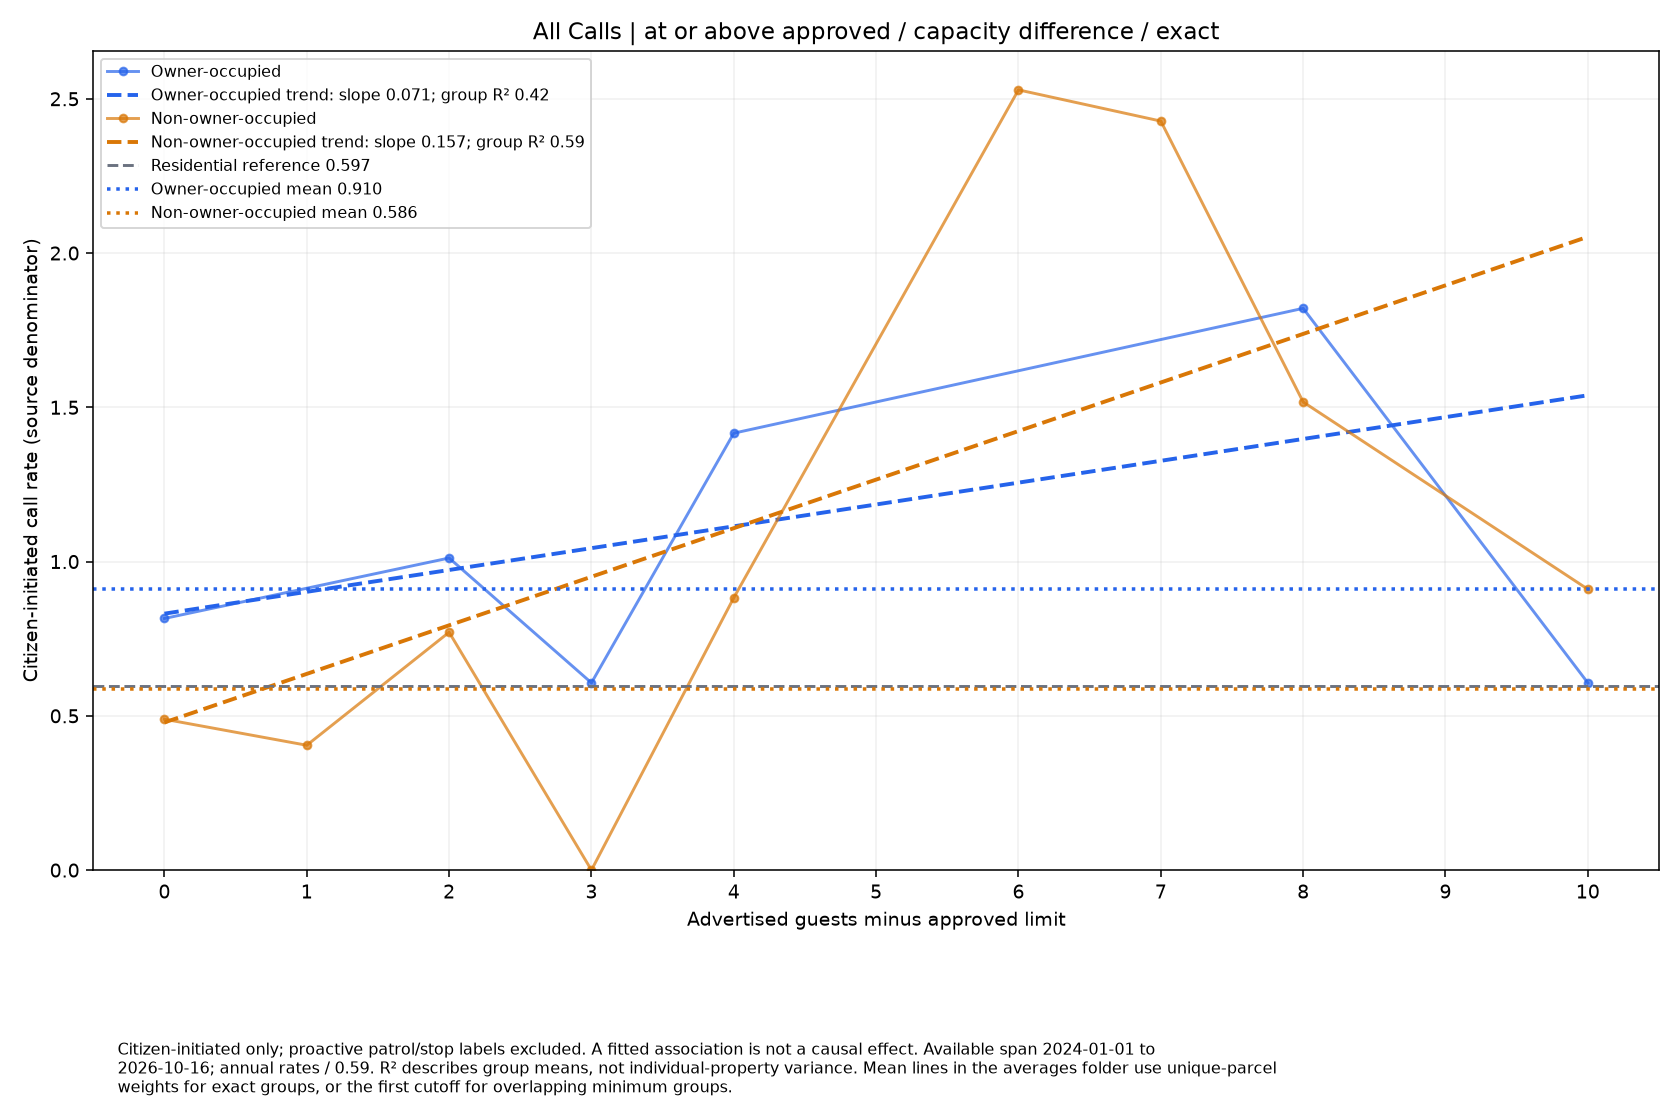 All Calls | at or above approved / capacity difference / exact
Owner-occupied
Owner-occupied trend: slope 0.071; group R² 0.42
Non-owner-occupied
Non-owner-occupied trend: slope 0.157; group R² 0.59
Residential reference 0.597
Owner-occupied mean 0.910
Non-owner-occupied mean 0.586
Citizen-initiated call rate (source denominator)
2.5
2.0
1.5
1.0
0.5
0.0
0 1 2 3 4 5 6 7 8 9 10
Advertised guests minus approved limit
Citizen-initiated only; proactive patrol/stop labels excluded. A fitted association is not a causal effect. Available span 2024-01-01 to
2026-10-16; annual rates / 0.59. R² describes group means, not individual-property variance. Mean lines in the averages folder use unique-parcel
weights for exact groups, or the first cutoff for overlapping minimum groups.